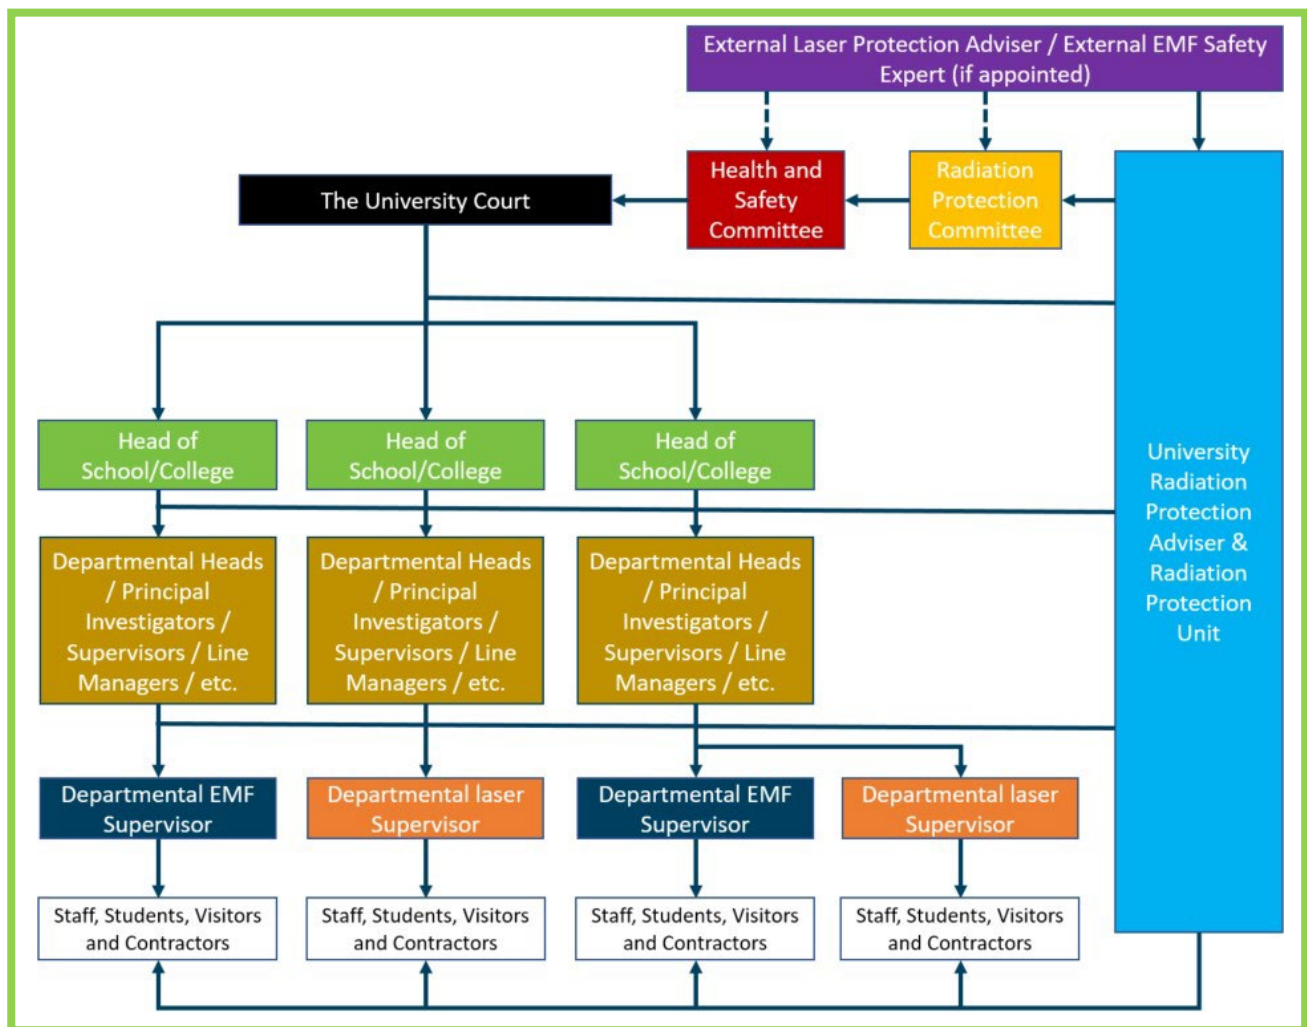 External Laser Protection Adviser / External EMF Safety
Expert (if appointed)
The University Court
Health and
Safety
Committee
Radiation
Protection
Committee
Head of
School/College
Head of
School/College
Head of
School/College
University
Radiation
Protection
Adviser &
Radiation
Protection
Unit
Departmental Heads
/ Principal
Investigators /
Supervisors / Line
Managers / etc.
Departmental Heads
/ Principal
Investigators /
Supervisors / Line
Managers / etc.
Departmental Heads
/ Principal
Investigators /
Supervisors / Line
Managers / etc.
Departmental EMF
Supervisor
Departmental laser
Supervisor
Departmental EMF
Supervisor
Departmental laser
Supervisor
Staff, Students, Visitors
and Contractors
Staff, Students, Visitors
and Contractors
Staff, Students, Visitors
and Contractors
Staff, Students, Visitors
and Contractors